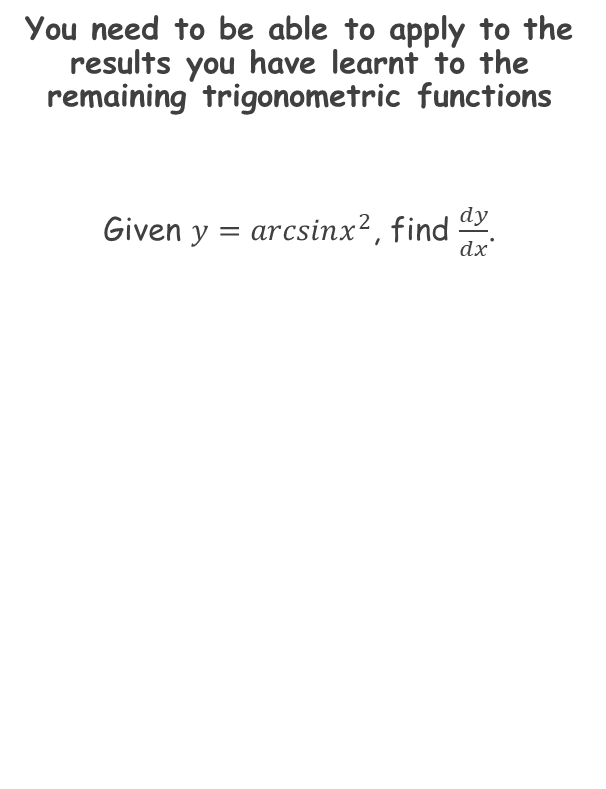 You need to be able to apply to the
results you have learnt to the
remaining trigonometric functions
Given y = arcsinx², find dy/dx.